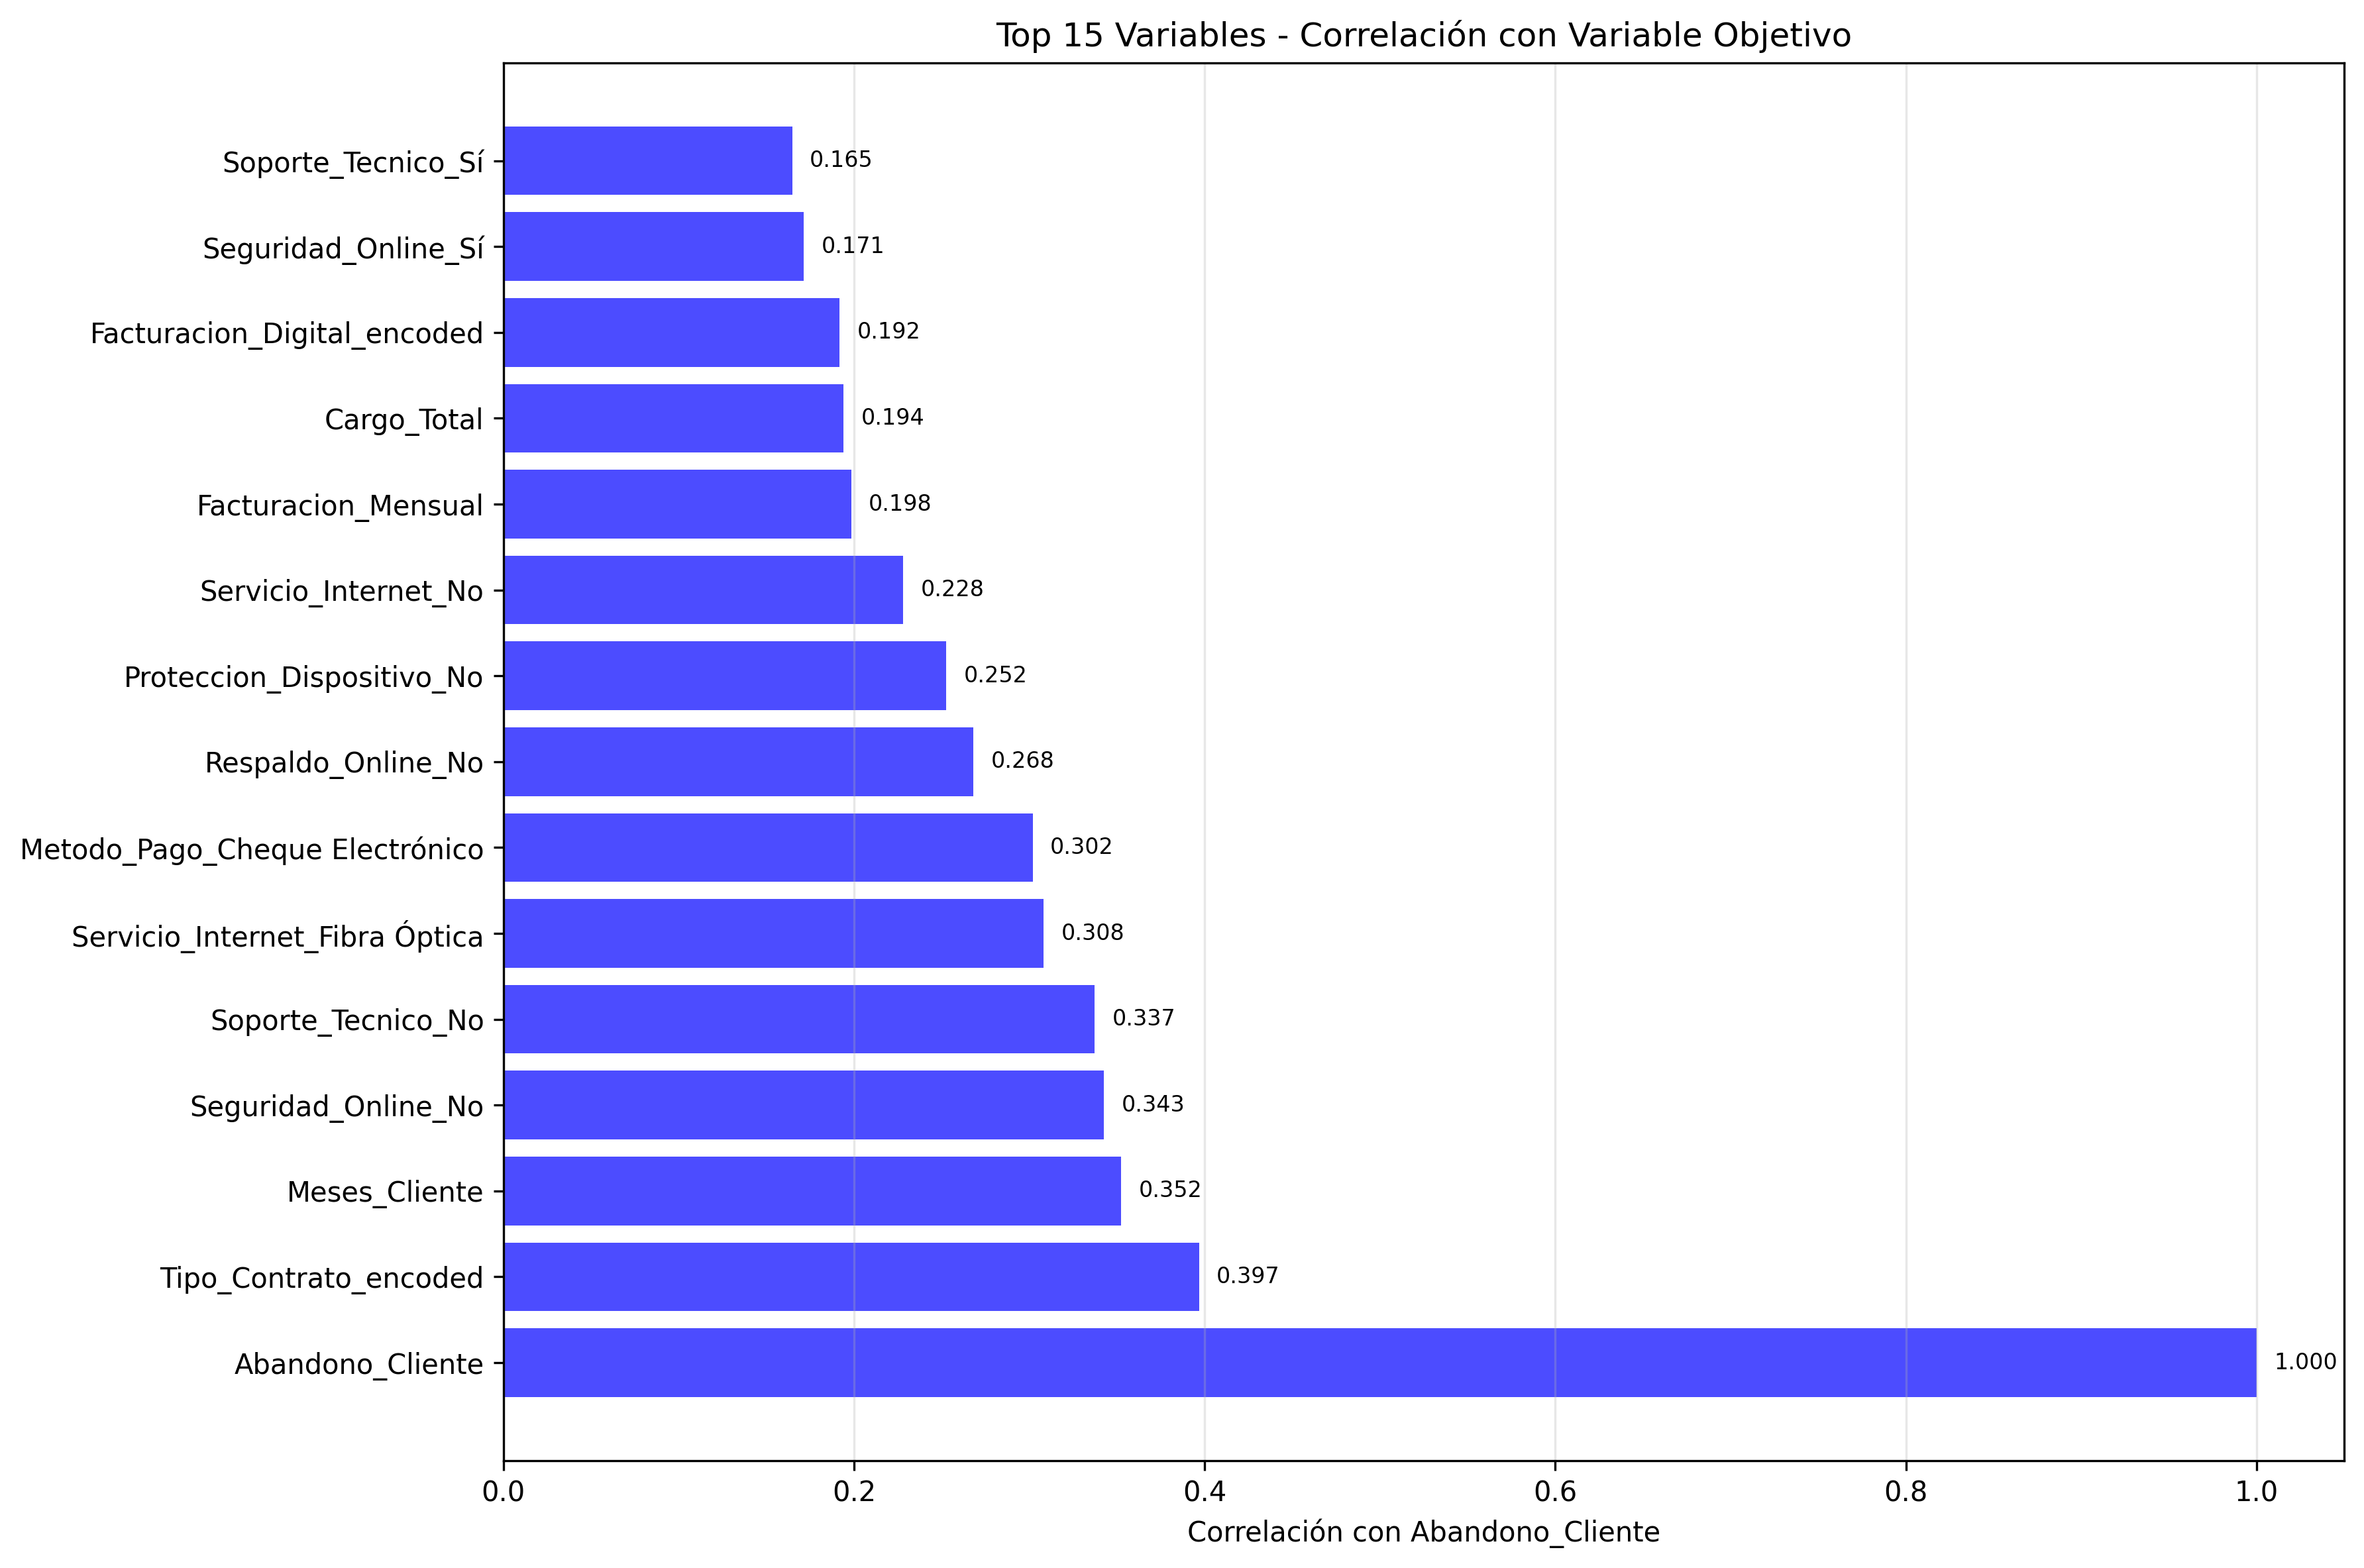 Top 15 Variables - Correlación con Variable Objetivo
Soporte_Tecnico_Sí 0.165
Seguridad_Online_Sí 0.171
Facturacion_Digital_encoded 0.192
Cargo_Total 0.194
Facturacion_Mensual 0.198
Servicio_Internet_No 0.228
Proteccion_Dispositivo_No 0.252
Respaldo_Online_No 0.268
Metodo_Pago_Cheque Electrónico 0.302
Servicio_Internet_Fibra Óptica 0.308
Soporte_Tecnico_No 0.337
Seguridad_Online_No 0.343
Meses_Cliente 0.352
Tipo_Contrato_encoded 0.397
Abandono_Cliente 1.000
0.0 0.2 0.4 0.6 0.8 1.0
Correlación con Abandono_Cliente